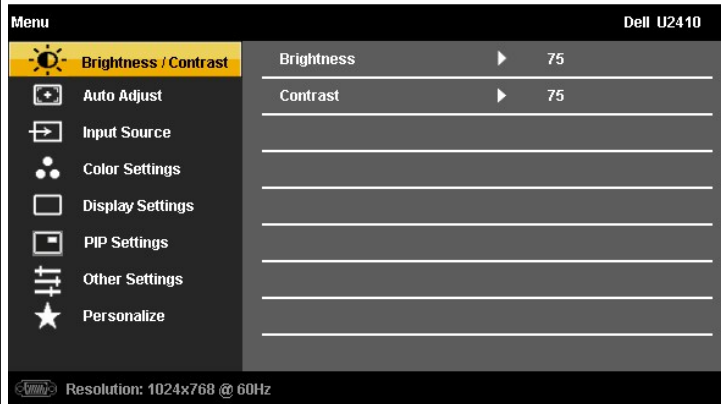 Menu Dell U2410
Brightness / Contrast Brightness 75
Auto Adjust Contrast 75
Input Source
Color Settings
Display Settings
PIP Settings
Other Settings
Personalize
Resolution: 1024x768 @ 60Hz